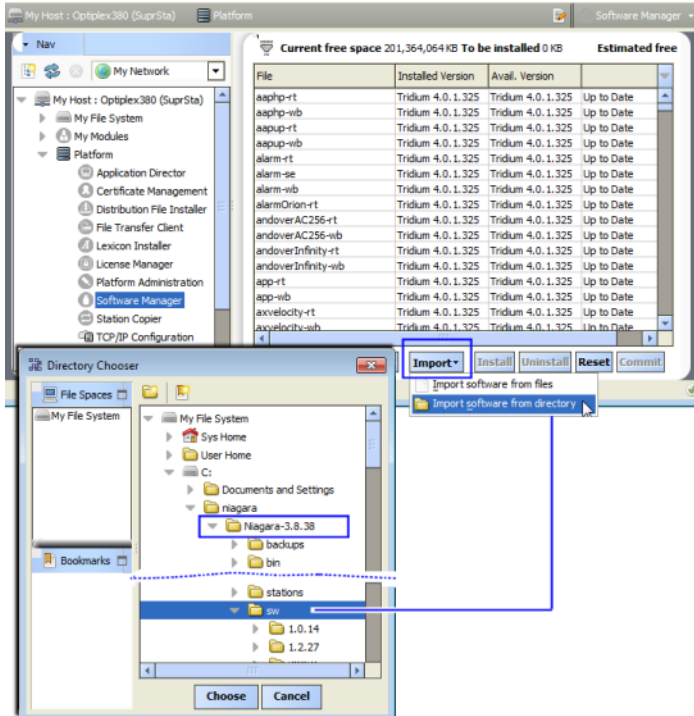 My Host : Optiplex380 (SuprSta) Platform Software Manager
Nav
My Network
My Host : Optiplex380 (SuprSta)
My File System
My Modules
Platform
Application Director
Certificate Management
Distribution File Installer
File Transfer Client
Lexicon Installer
License Manager
Platform Administration
Software Manager
Station Copier
TCP/IP Configuration
Current free space 201,364,064 KB To be installed 0 KB Estimated free
File Installed Version Avail. Version
aaphp-rt Tridium 4.0.1.325 Tridium 4.0.1.325 Up to Date
aaphp-wb Tridium 4.0.1.325 Tridium 4.0.1.325 Up to Date
aapup-rt Tridium 4.0.1.325 Tridium 4.0.1.325 Up to Date
aapup-wb Tridium 4.0.1.325 Tridium 4.0.1.325 Up to Date
alarm-rt Tridium 4.0.1.325 Tridium 4.0.1.325 Up to Date
alarm-se Tridium 4.0.1.325 Tridium 4.0.1.325 Up to Date
alarm-wb Tridium 4.0.1.325 Tridium 4.0.1.325 Up to Date
alarmOrion-rt Tridium 4.0.1.325 Tridium 4.0.1.325 Up to Date
andoverAC256-rt Tridium 4.0.1.325 Tridium 4.0.1.325 Up to Date
andoverAC256-wb Tridium 4.0.1.325 Tridium 4.0.1.325 Up to Date
andoverInfinity-rt Tridium 4.0.1.325 Tridium 4.0.1.325 Up to Date
andoverInfinity-wb Tridium 4.0.1.325 Tridium 4.0.1.325 Up to Date
app-rt Tridium 4.0.1.325 Tridium 4.0.1.325 Up to Date
app-wb Tridium 4.0.1.325 Tridium 4.0.1.325 Up to Date
axvelocity-rt Tridium 4.0.1.325 Tridium 4.0.1.325 Up to Date
axvelocity-wb Tridium 4.0.1.325 Tridium 4.0.1.325 Up to Date
Import Install Uninstall Reset Commit
Import software from files
Import software from directory
Directory Chooser
File Spaces
My File System
Bookmarks
My File System
Sys Home
User Home
C:
Documents and Settings
niagara
Niagara-3.8.38
backups
bin
stations
sw
1.0.14
1.2.27
Choose Cancel